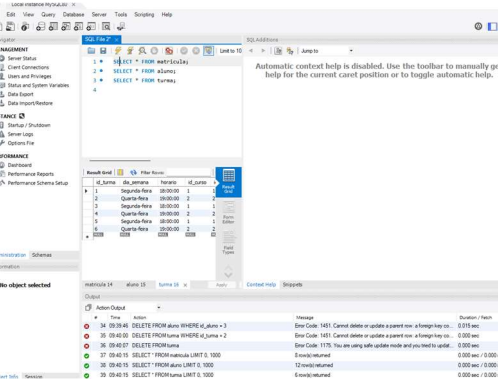 Local instance MySQL80
Edit View Query Database Server Tools Scripting Help
SQL File 2*
SQL Additions
Limit to 10
Jump to
NAGEMENT
Server Status
Client Connections
Users and Privileges
Status and System Variables
Data Export
Data Import/Restore
TANCE
Startup / Shutdown
Server Logs
Options File
RFORMANCE
Dashboard
Performance Reports
Performance Schema Setup
1 SELECT * FROM matricula;
2 SELECT * FROM aluno;
3 SELECT * FROM turma;
4
Automatic context help is disabled. Use the toolbar to manually ge
help for the current caret position or to toggle automatic help.
Result Grid Filter Rows:
id_turma dia_semana horario id_curso
1 Segunda-feira 18:00:00 1 1
2 Quarta-feira 19:00:00 2 2
3 Segunda-feira 18:00:00 1 1
4 Quarta-feira 19:00:00 2 2
5 Segunda-feira 18:00:00 1 1
6 Quarta-feira 19:00:00 2 2
NULL NULL NULL NULL
Result Grid
Form Editor
Field Types
ministration Schemas
ormation
No object selected
matricula 14 aluno 15 turma 16 Apply
Context Help Snippets
Output
Action Output
# Time Action Message Duration / Fetch
34 09:39:46 DELETE FROM aluno WHERE id_aluno = 3 Error Code: 1451. Cannot delete or update a parent row: a foreign key co... 0.015 sec
35 09:40:00 DELETE FROM turma WHERE id_turma = 2 Error Code: 1451. Cannot delete or update a parent row: a foreign key co... 0.000 sec
36 09:40:07 DELETE FROM turma Error Code: 1175. You are using safe update mode and you tried to updat... 0.000 sec
37 09:40:15 SELECT * FROM matricula LIMIT 0, 1000 8 row(s) returned 0.000 sec / 0.000
38 09:40:15 SELECT * FROM aluno LIMIT 0, 1000 12 row(s) returned 0.000 sec / 0.000
39 09:40:15 SELECT * FROM turma LIMIT 0, 1000 6 row(s) returned 0.000 sec / 0.000
ect Info Session